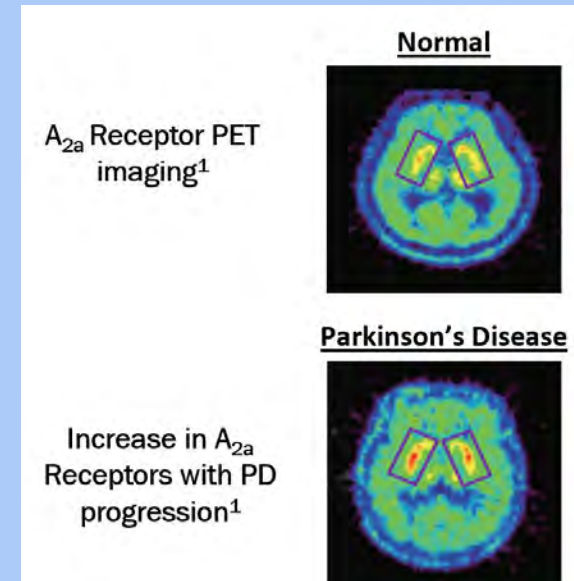 Normal
A2a Receptor PET
imaging1
Parkinson's Disease
Increase in A2a
Receptors with PD
progression1